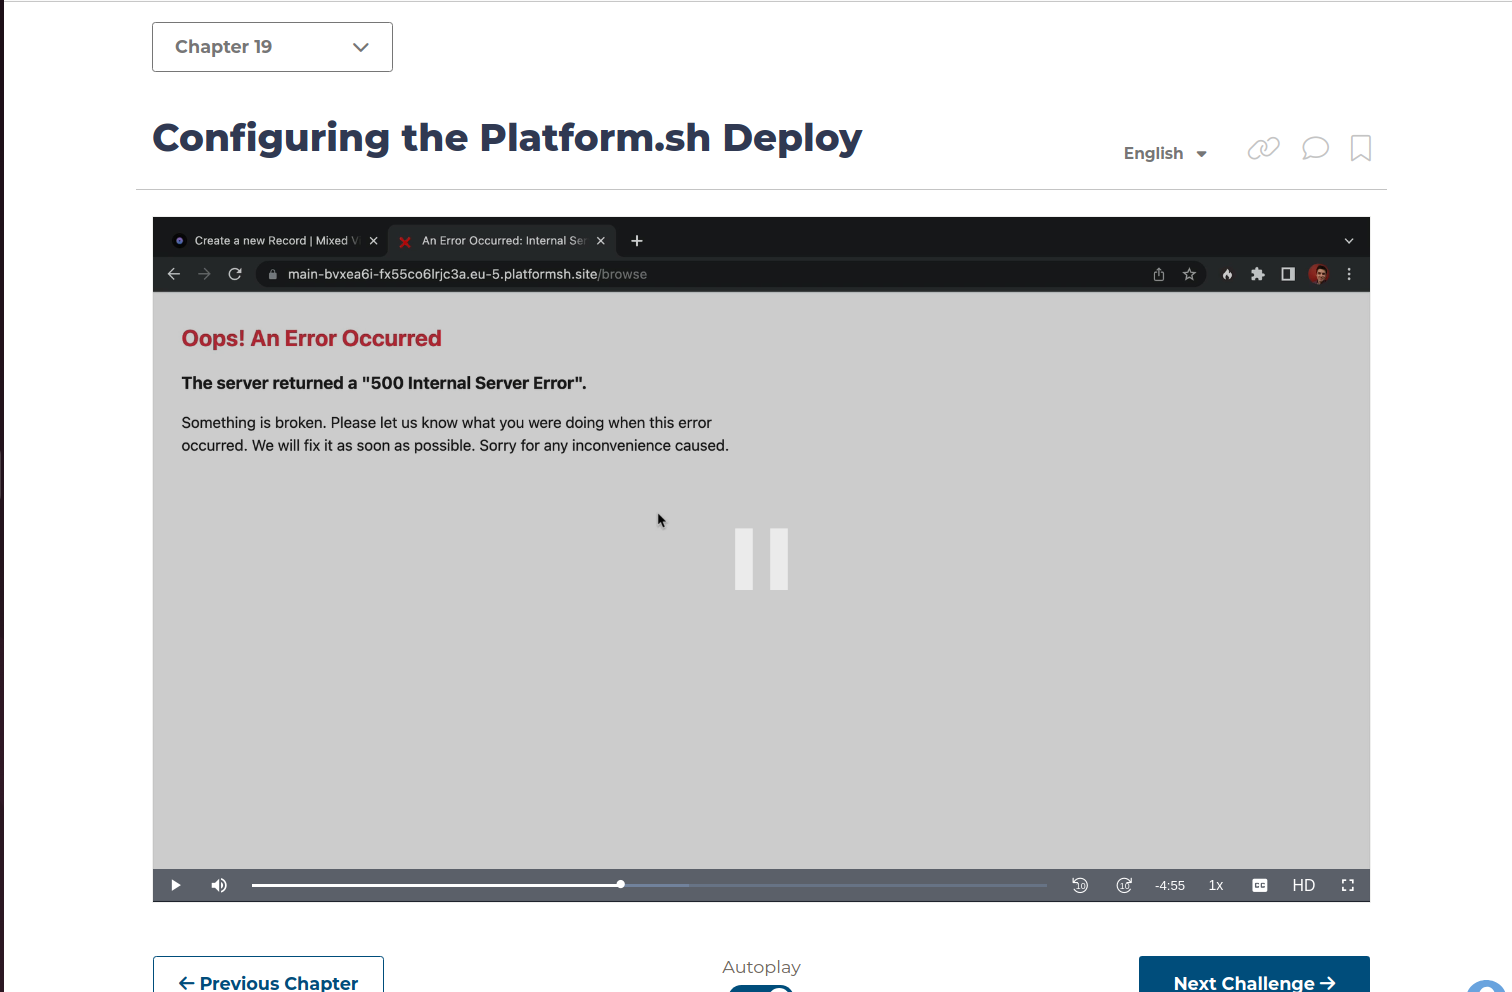 Chapter 19
Configuring the Platform.sh Deploy
English
Create a new Record | Mixed Vi
An Error Occurred: Internal Ser
main-bvxea6i-fx55co6lrjc3a.eu-5.platformsh.site/browse
Oops! An Error Occurred
The server returned a "500 Internal Server Error".
Something is broken. Please let us know what you were doing when this error
occurred. We will fix it as soon as possible. Sorry for any inconvenience caused.
10
10
-4:55
1x
CC
HD
Autoplay
← Previous Chapter
Next Challenge →